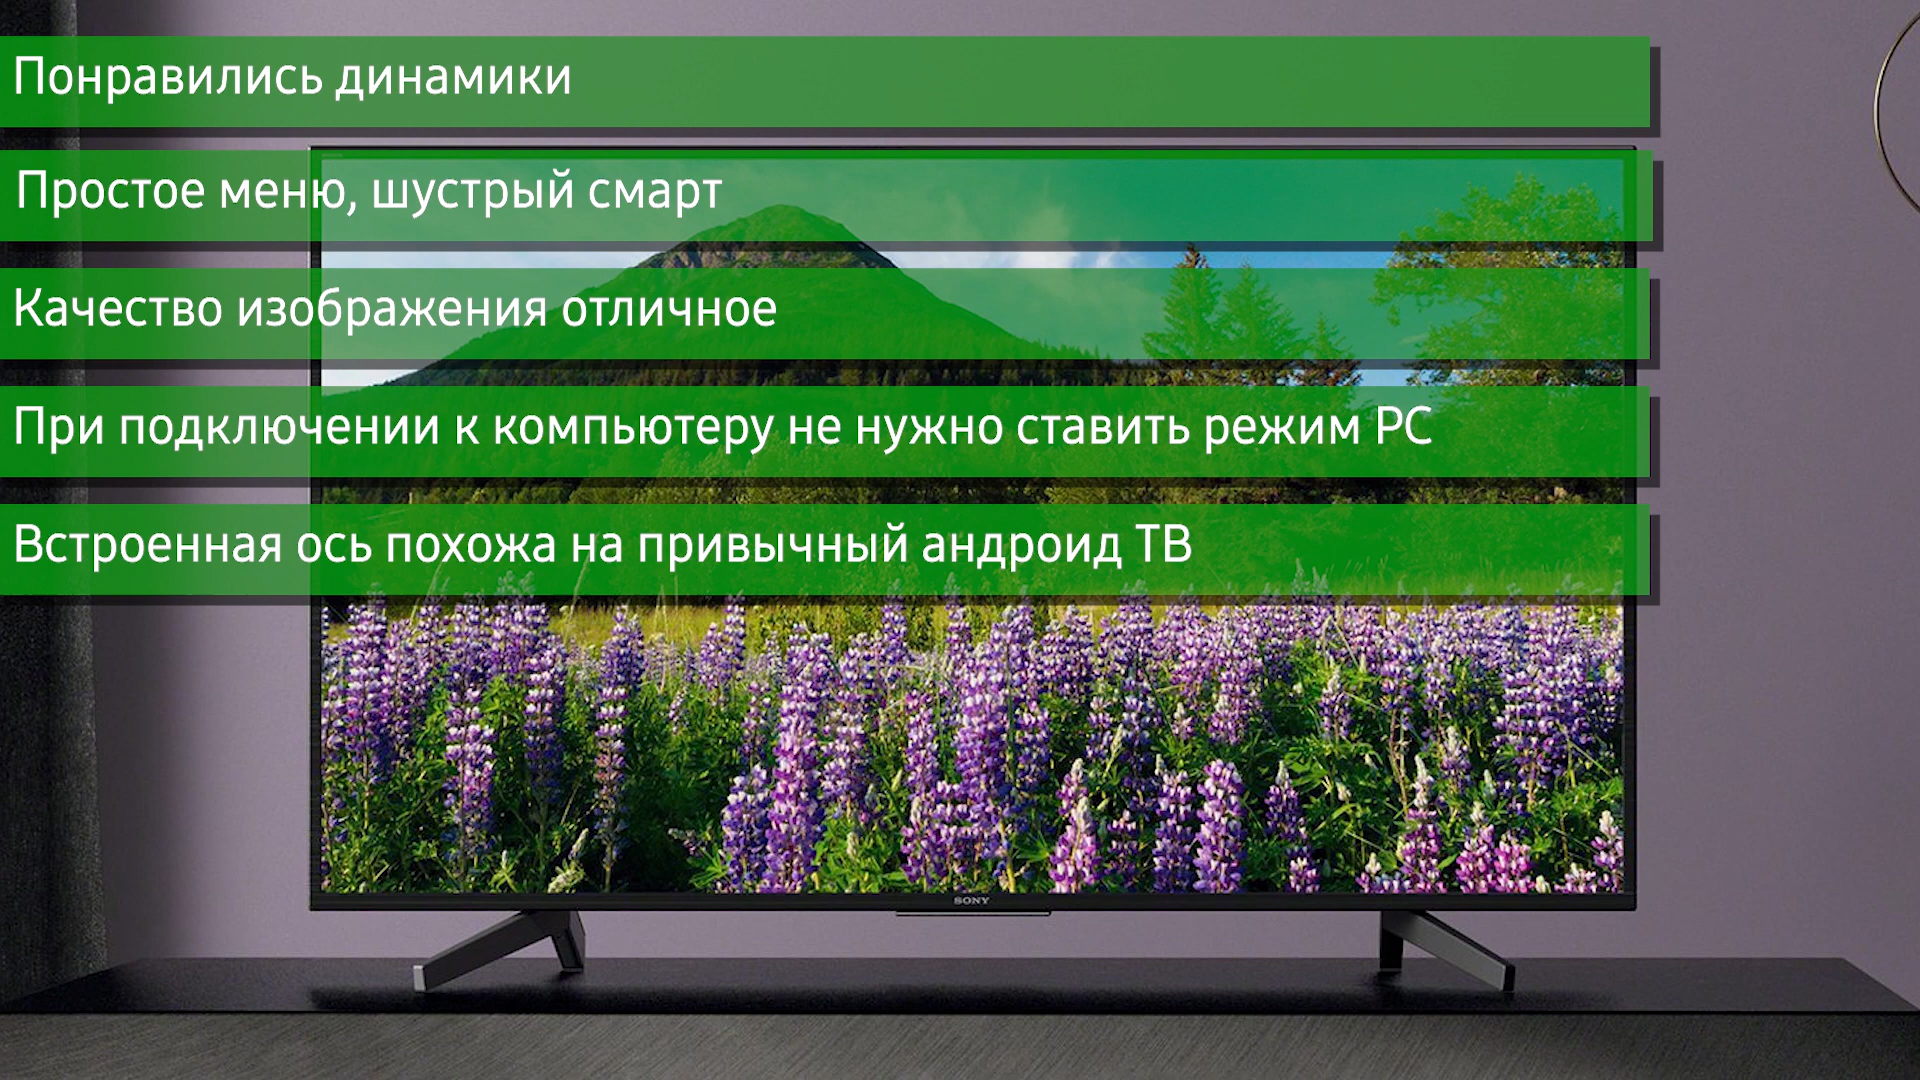 Понравились динамики
Простое меню, шустрый смарт
Качество изображения отличное
При подключении к компьютеру не нужно ставить режим PC
Встроенная ось похожа на привычный андроид ТВ
SONY